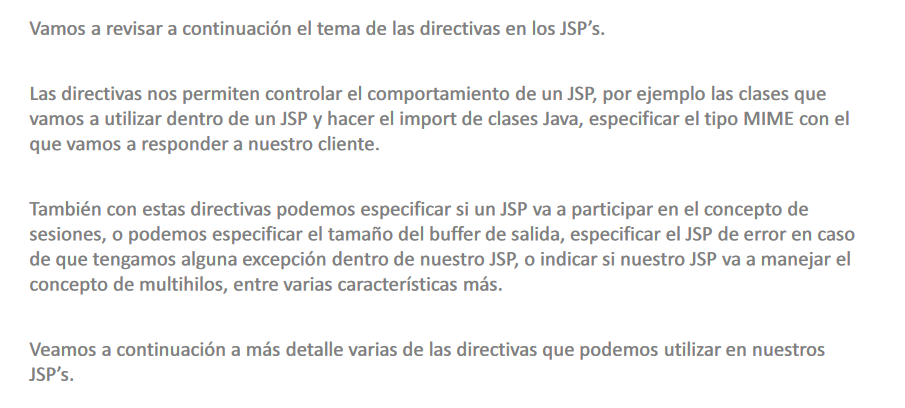 Vamos a revisar a continuación el tema de las directivas en los JSP’s.
Las directivas nos permiten controlar el comportamiento de un JSP, por ejemplo las clases que
vamos a utilizar dentro de un JSP y hacer el import de clases Java, especificar el tipo MIME con el
que vamos a responder a nuestro cliente.
También con estas directivas podemos especificar si un JSP va a participar en el concepto de
sesiones, o podemos especificar el tamaño del buffer de salida, especificar el JSP de error en caso
de que tengamos alguna excepción dentro de nuestro JSP, o indicar si nuestro JSP va a manejar el
concepto de multihilos, entre varias características más.
Veamos a continuación a más detalle varias de las directivas que podemos utilizar en nuestros
JSP’s.